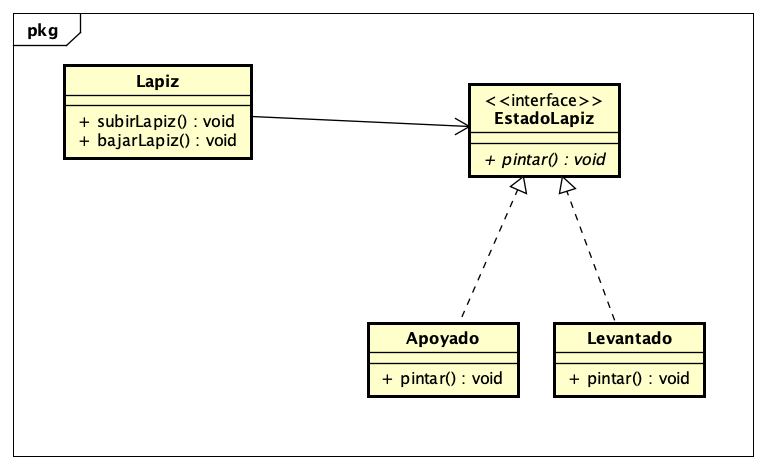 pkg
Lapiz
+ subirLapiz() : void
+ bajarLapiz() : void
<<interface>>
EstadoLapiz
+ pintar() : void
Apoyado
+ pintar() : void
Levantado
+ pintar() : void